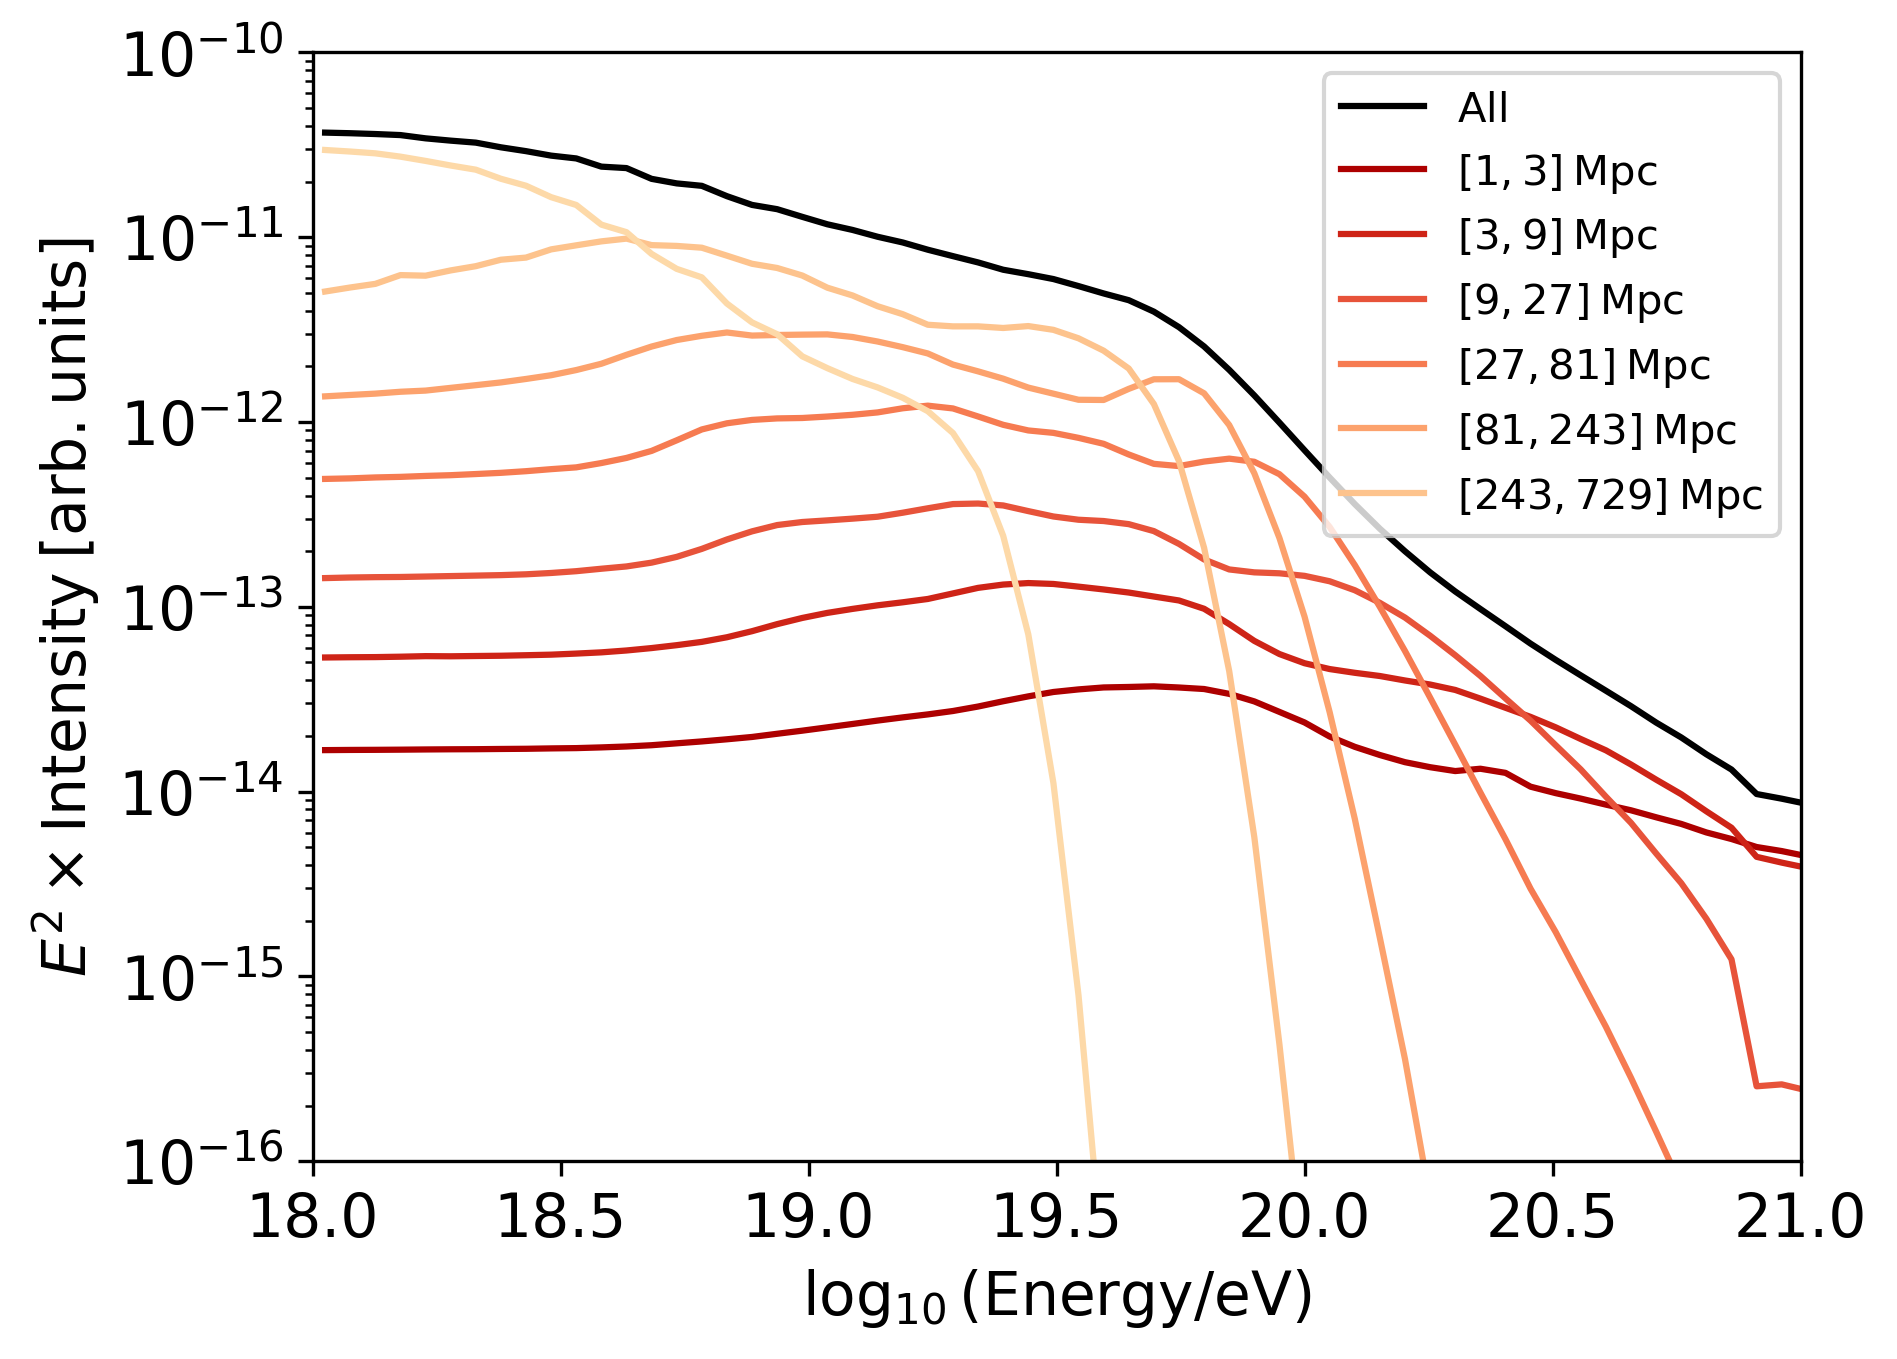 10⁻¹⁰
10⁻¹¹
10⁻¹²
10⁻¹³
10⁻¹⁴
10⁻¹⁵
10⁻¹⁶
E² × Intensity [arb. units]
All
[1, 3] Mpc
[3, 9] Mpc
[9, 27] Mpc
[27, 81] Mpc
[81, 243] Mpc
[243, 729] Mpc
18.0 18.5 19.0 19.5 20.0 20.5 21.0
log₁₀ (Energy/eV)